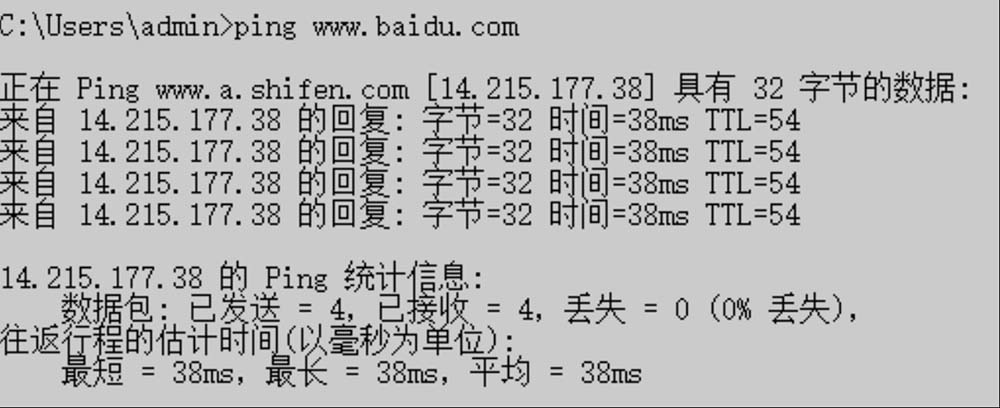 C:\Users\admin>ping www.baidu.com
正在 Ping www.a.shifen.com [14.215.177.38] 具有 32 字节的数据:
来自 14.215.177.38 的回复: 字节=32 时间=38ms TTL=54
来自 14.215.177.38 的回复: 字节=32 时间=38ms TTL=54
来自 14.215.177.38 的回复: 字节=32 时间=38ms TTL=54
来自 14.215.177.38 的回复: 字节=32 时间=38ms TTL=54
14.215.177.38 的 Ping 统计信息:
数据包: 已发送 = 4, 已接收 = 4, 丢失 = 0 (0% 丢失),
往返行程的估计时间(以毫秒为单位):
最短 = 38ms, 最长 = 38ms, 平均 = 38ms